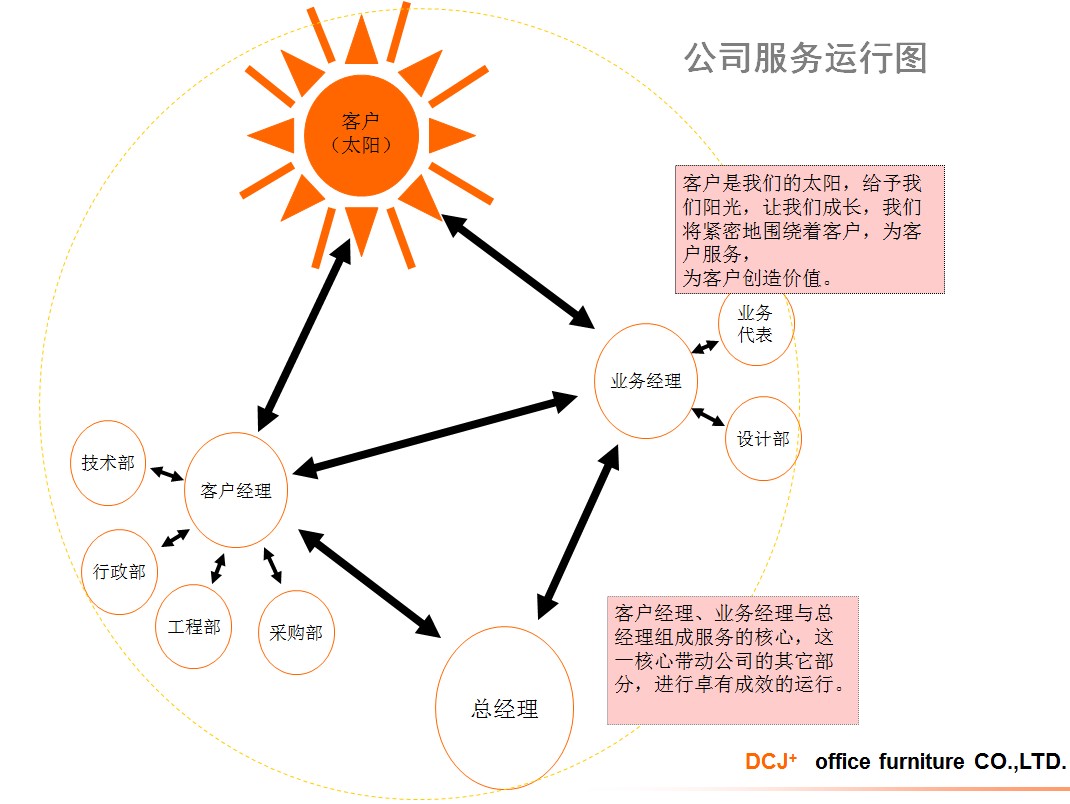 公司服务运行图
客户
（太阳）
客户是我们的太阳，给予我
们阳光，让我们成长，我们
将紧密地围绕着客户，为客
户服务，
为客户创造价值。
业务
代表
业务经理
设计部
技术部
客户经理
行政部
工程部
采购部
总经理
客户经理、业务经理与总
经理组成服务的核心，这
一核心带动公司的其它部
分，进行卓有成效的运行。
DCJ+ office furniture CO.,LTD.